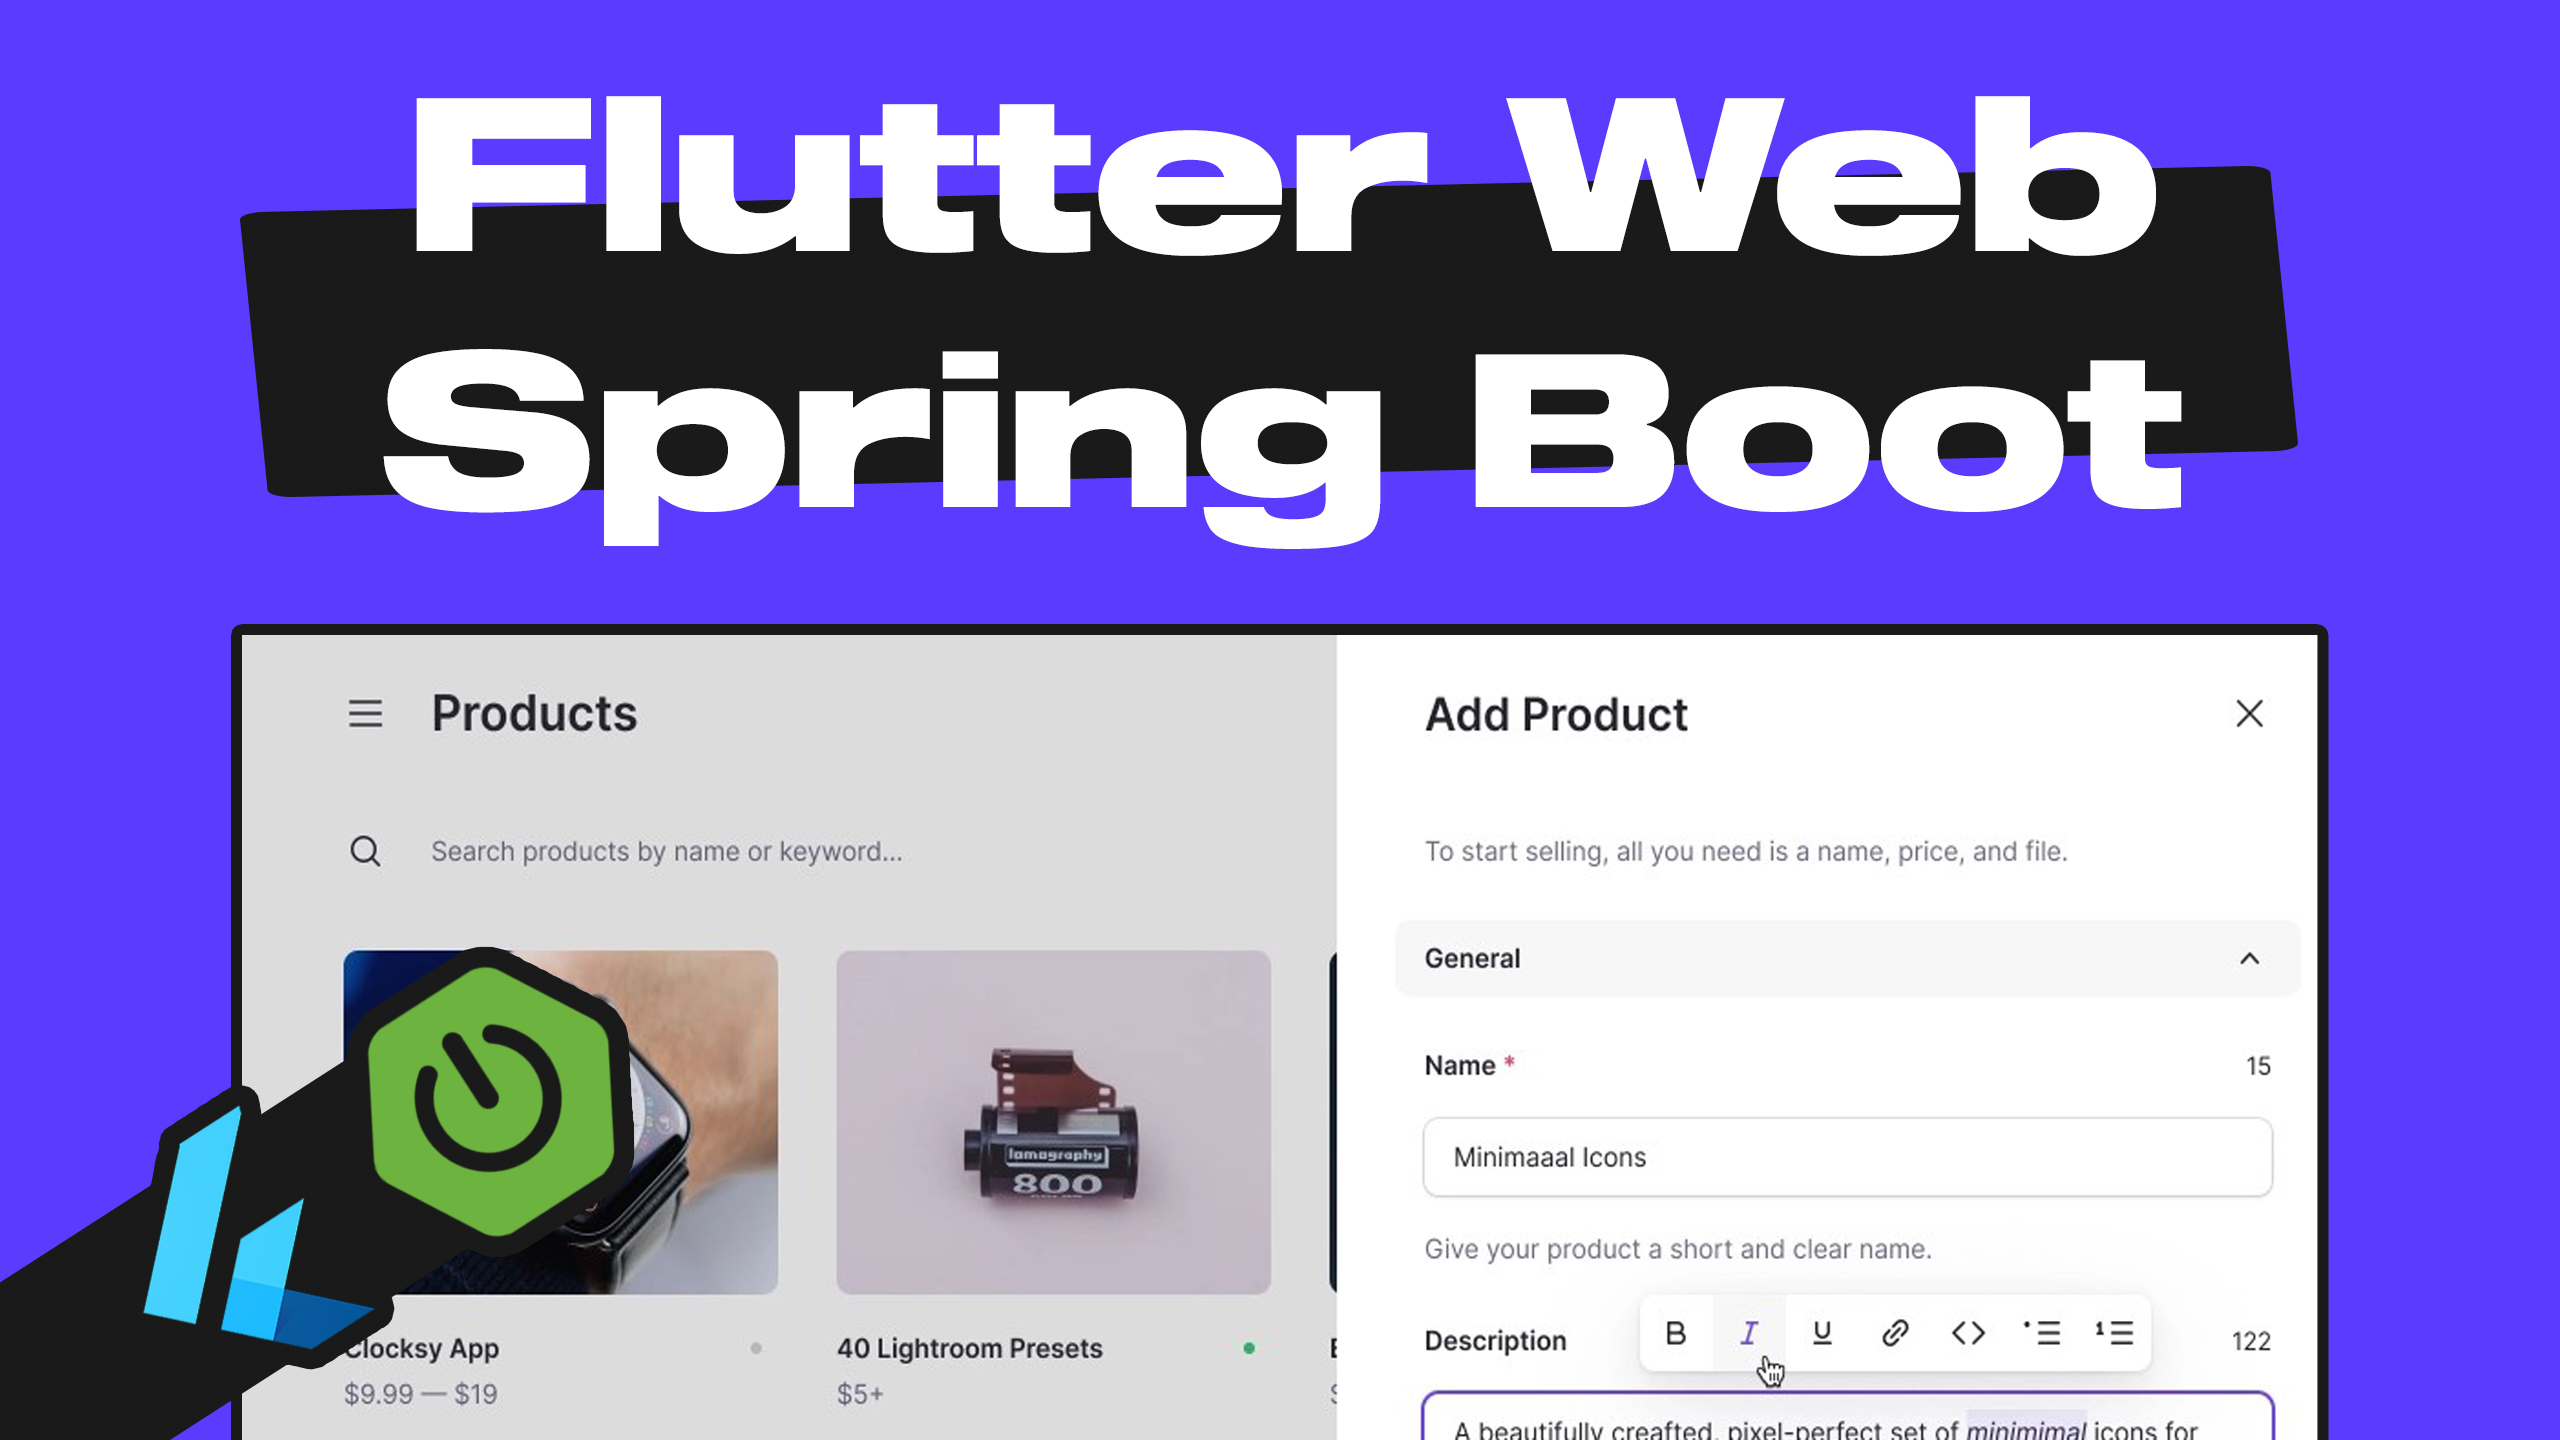 Flutter Web
Spring Boot
Products
Search products by name or keyword...
lomography
800
Clocksy App
$9.99 — $19
40 Lightroom Presets
$5+
Add Product
To start selling, all you need is a name, price, and file.
General
Name *
15
Minimaaal Icons
Give your product a short and clear name.
Description
B I U
122
A beautifully creafted, pixel-perfect set of minimimal icons for